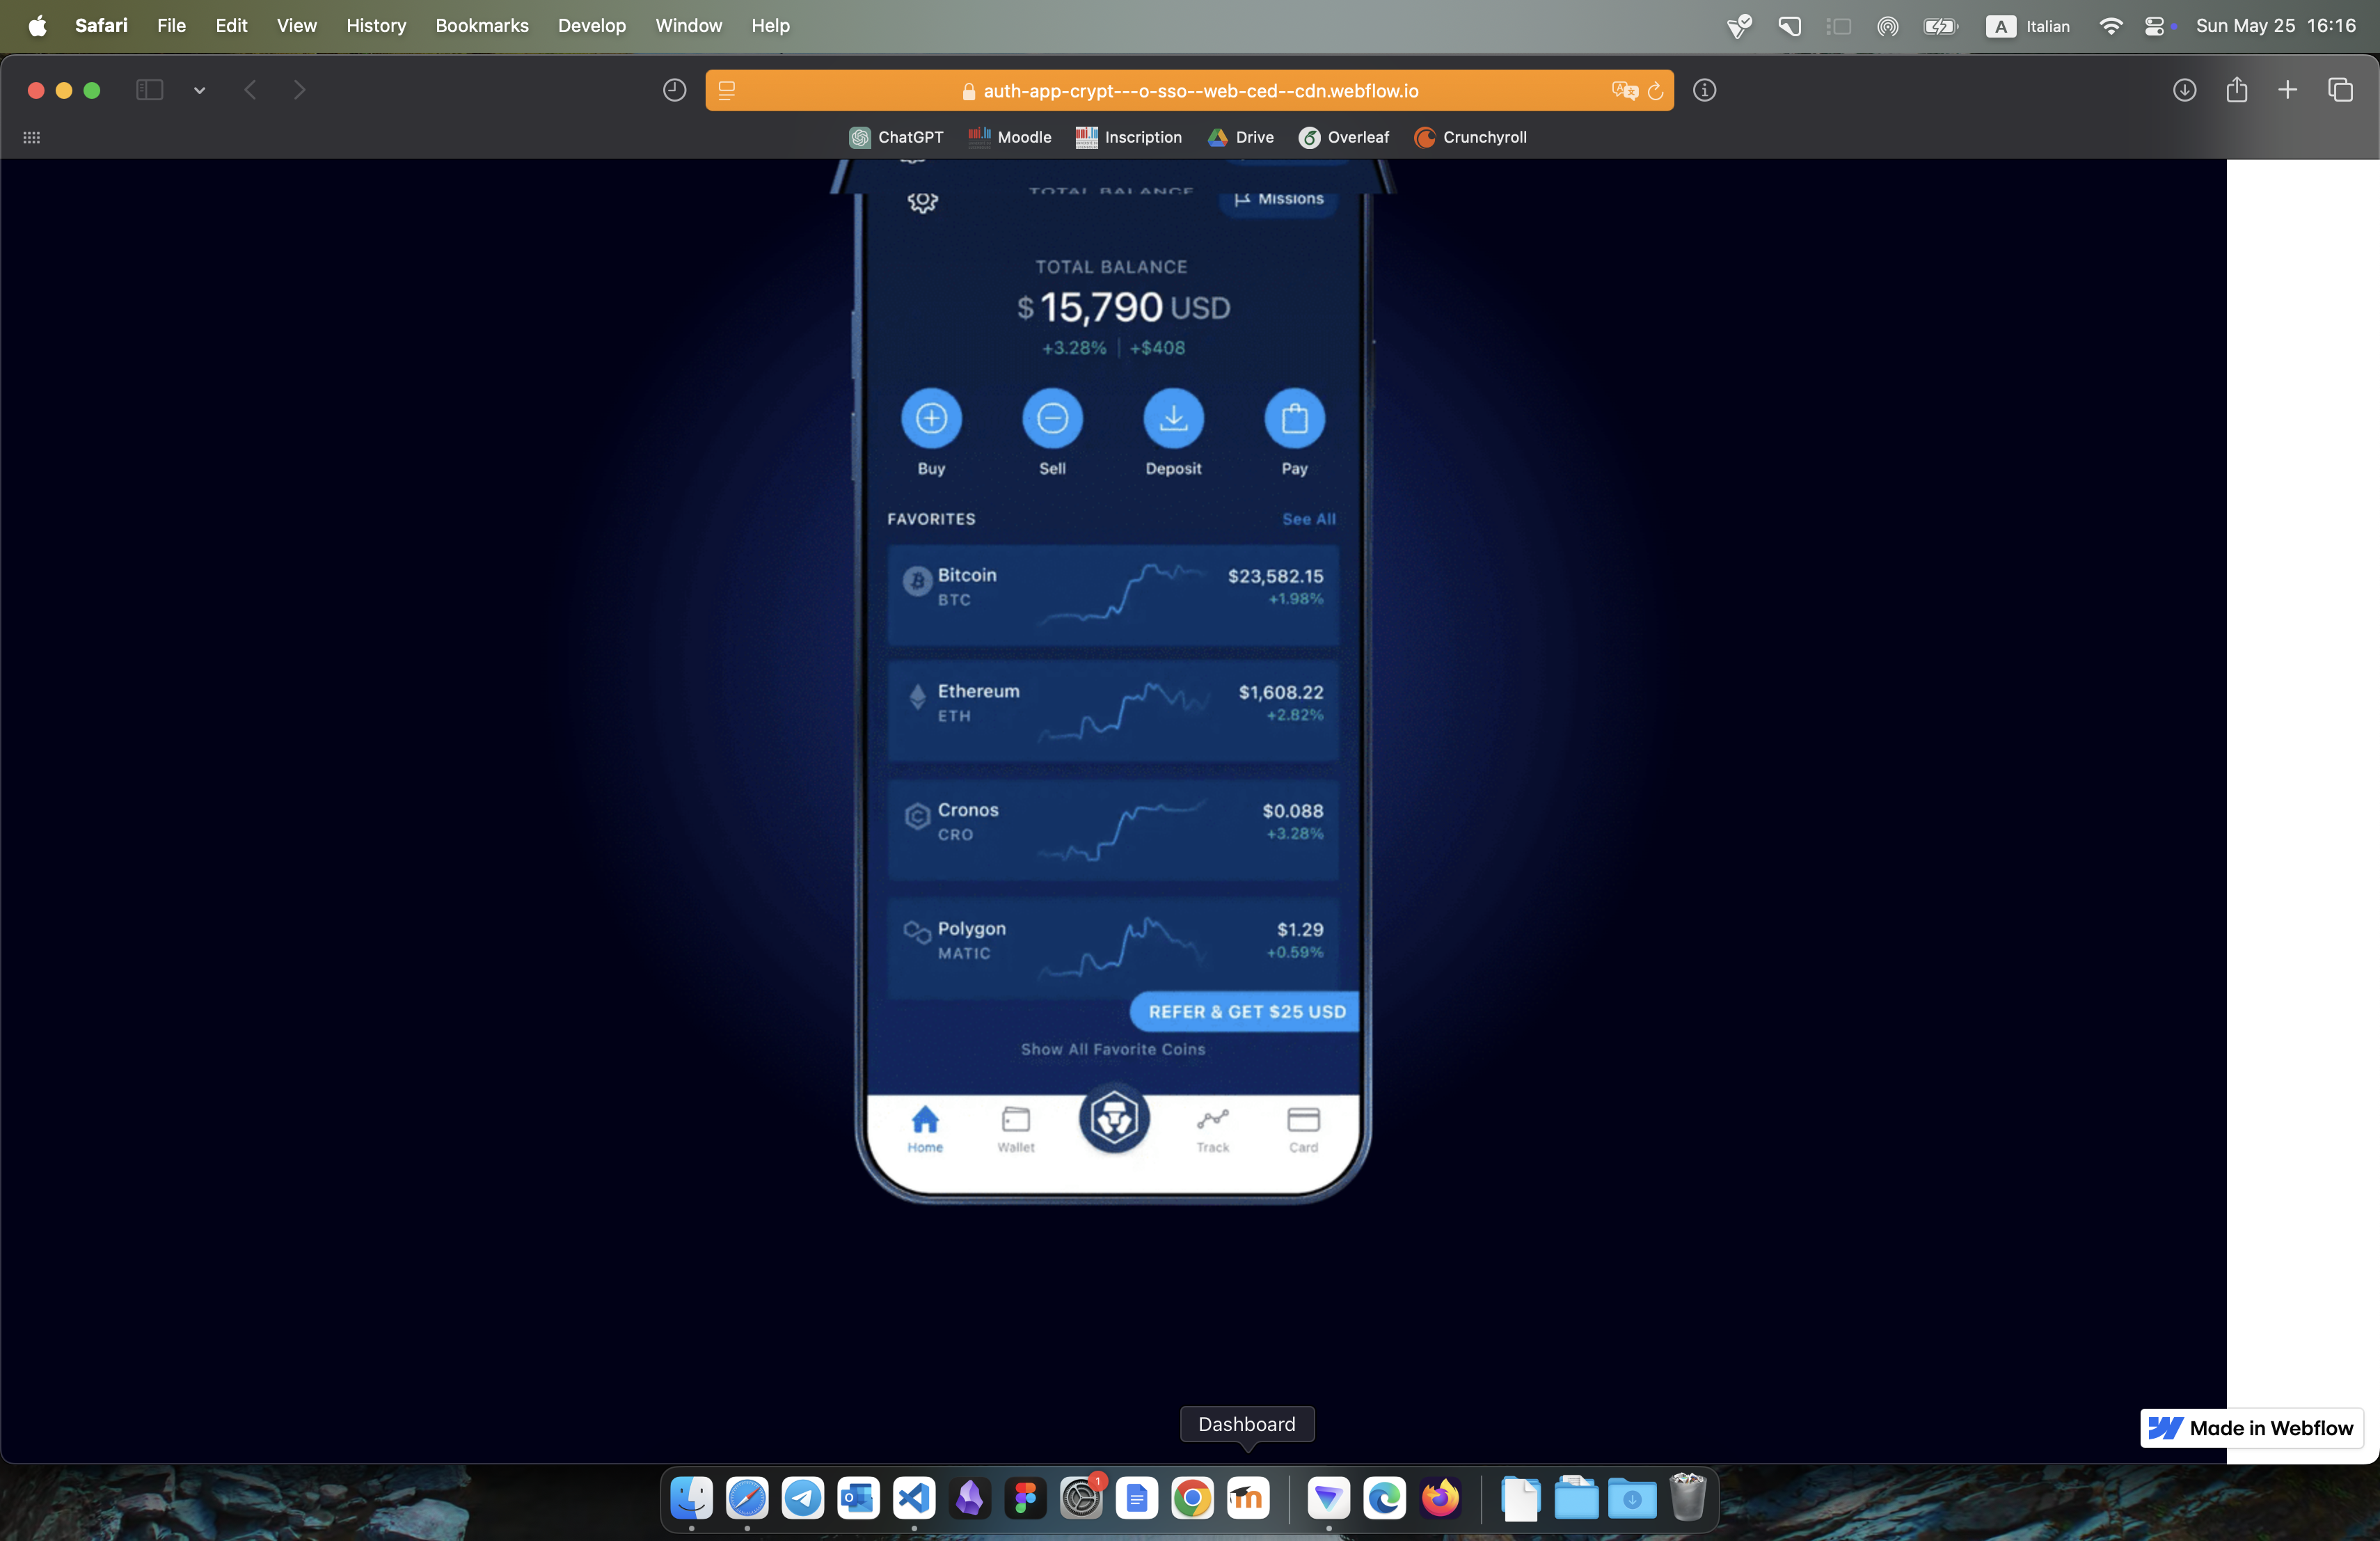 Safari File Edit View History Bookmarks Develop Window Help
A Italian Sun May 25 16:16
auth-app-crypt---o-sso--web-ced--cdn.webflow.io
ChatGPT Moodle Inscription Drive Overleaf Crunchyroll
TOTAL BALANCE
Missions
TOTAL BALANCE
$ 15,790 USD
+3.28% +$408
Buy Sell Deposit Pay
FAVORITES See All
Bitcoin $23,582.15
BTC +1.98%
Ethereum $1,608.22
ETH +2.82%
Cronos $0.088
CRO +3.28%
Polygon $1.29
MATIC +0.59%
REFER & GET $25 USD
Show All Favorite Coins
Home Wallet Track Card
Dashboard
Made in Webflow
1